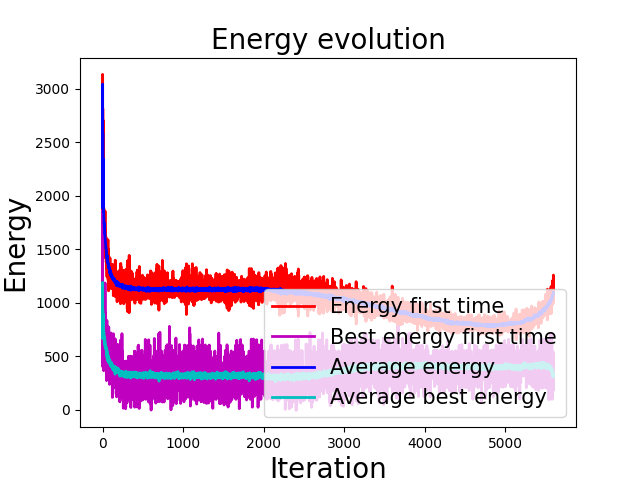 Energy evolution
Energy
3000
2500
2000
1500
1000
500
0
Energy first time
Best energy first time
Average energy
Average best energy
0 1000 2000 3000 4000 5000
Iteration